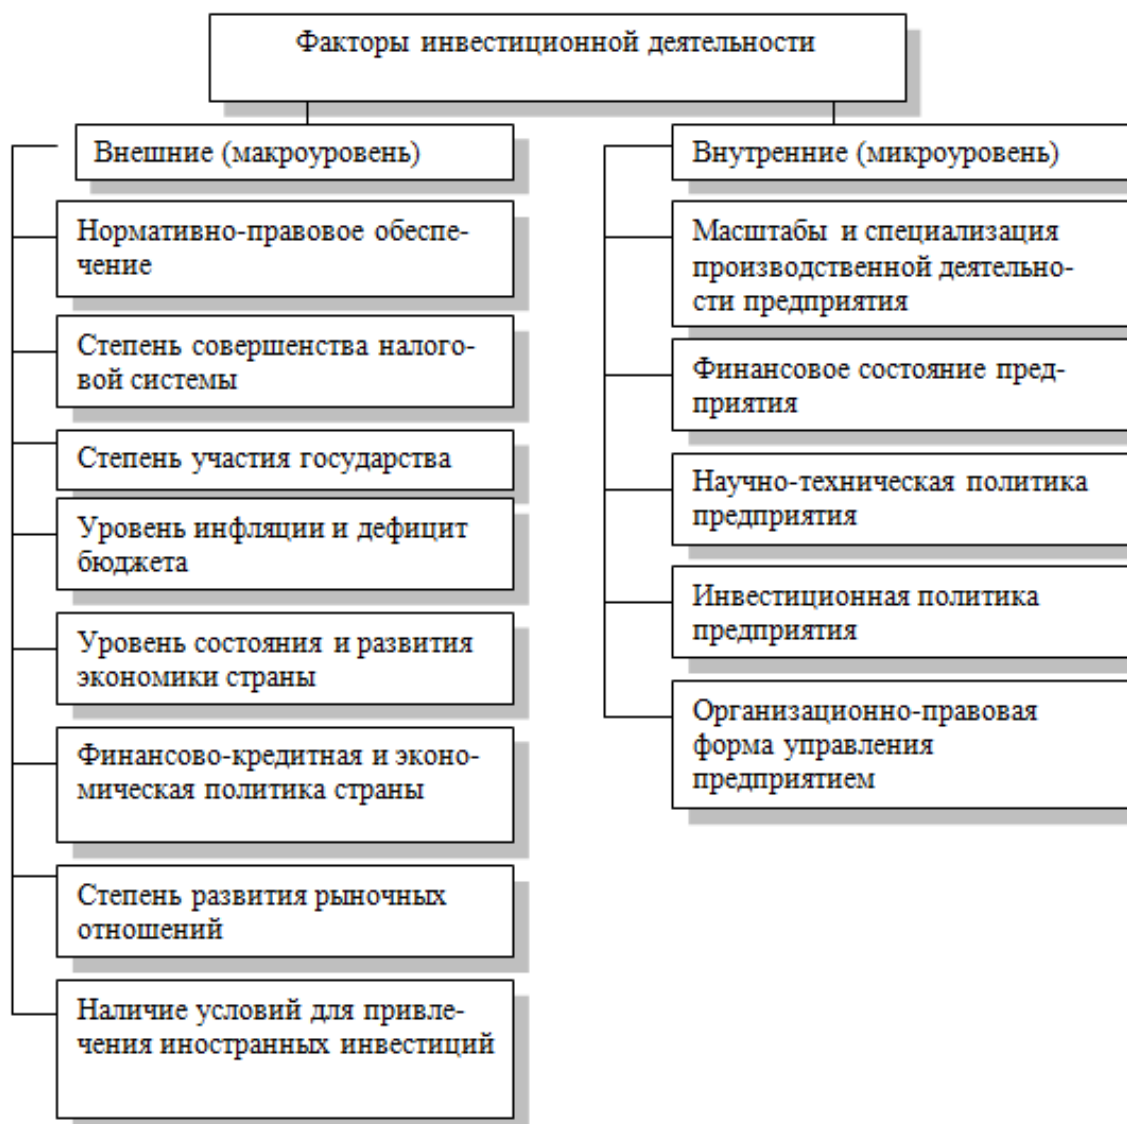 Факторы инвестиционной деятельности
Внешние (макроуровень)
Нормативно-правовое обеспе-
чение
Степень совершенства налого-
вой системы
Степень участия государства
Уровень инфляции и дефицит
бюджета
Уровень состояния и развития
экономики страны
Финансово-кредитная и эконо-
мическая политика страны
Степень развития рыночных
отношений
Наличие условий для привле-
чения иностранных инвестиций
Внутренние (микроуровень)
Масштабы и специализация
производственной деятельно-
сти предприятия
Финансовое состояние пред-
приятия
Научно-техническая политика
предприятия
Инвестиционная политика
предприятия
Организационно-правовая
форма управления
предприятием